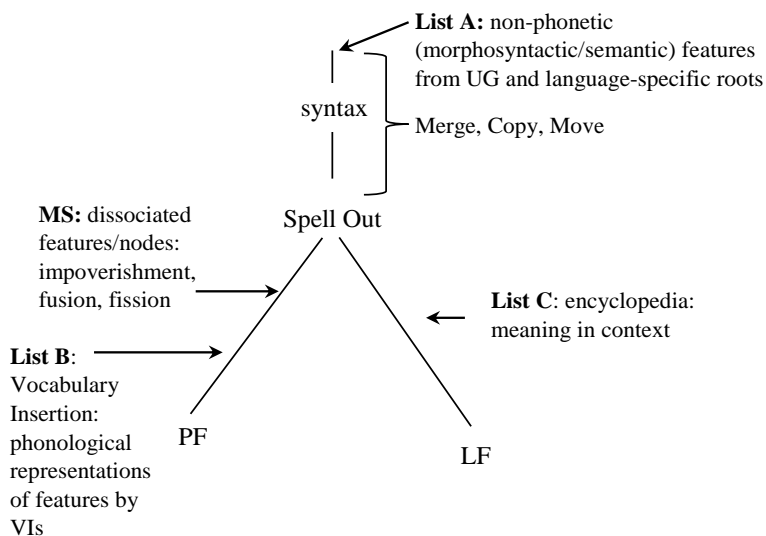 List A: non-phonetic
(morphosyntactic/semantic) features
from UG and language-specific roots
syntax
Merge, Copy, Move
MS: dissociated
features/nodes:
impoverishment,
fusion, fission
Spell Out
List C: encyclopedia:
meaning in context
List B:
Vocabulary
Insertion:
phonological
representations
of features by
VIs
PF
LF